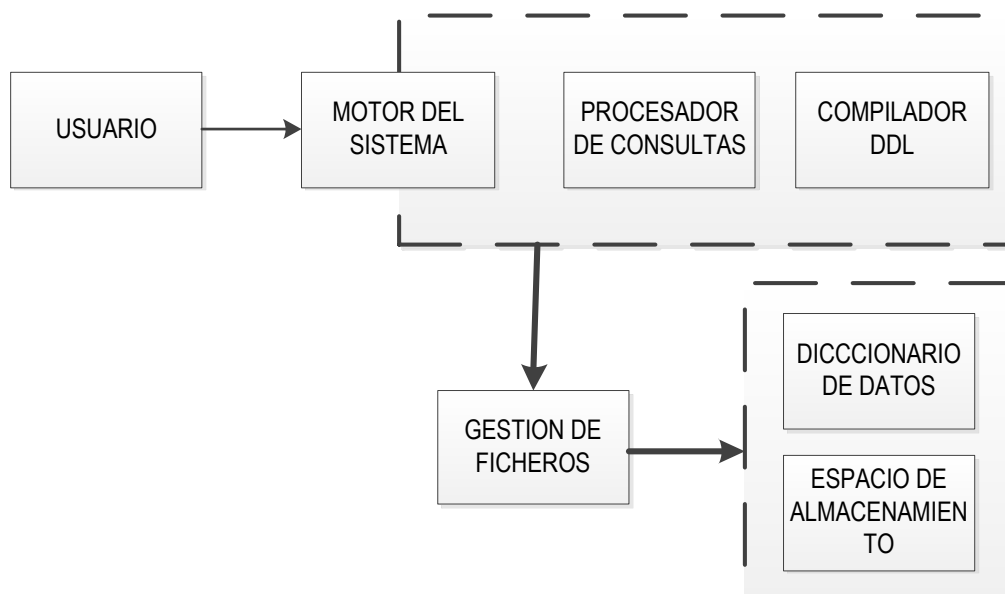 USUARIO
MOTOR DEL
SISTEMA
PROCESADOR
DE CONSULTAS
COMPILADOR
DDL
GESTION DE
FICHEROS
DICCCIONARIO
DE DATOS
ESPACIO DE
ALMACENAMIEN
TO